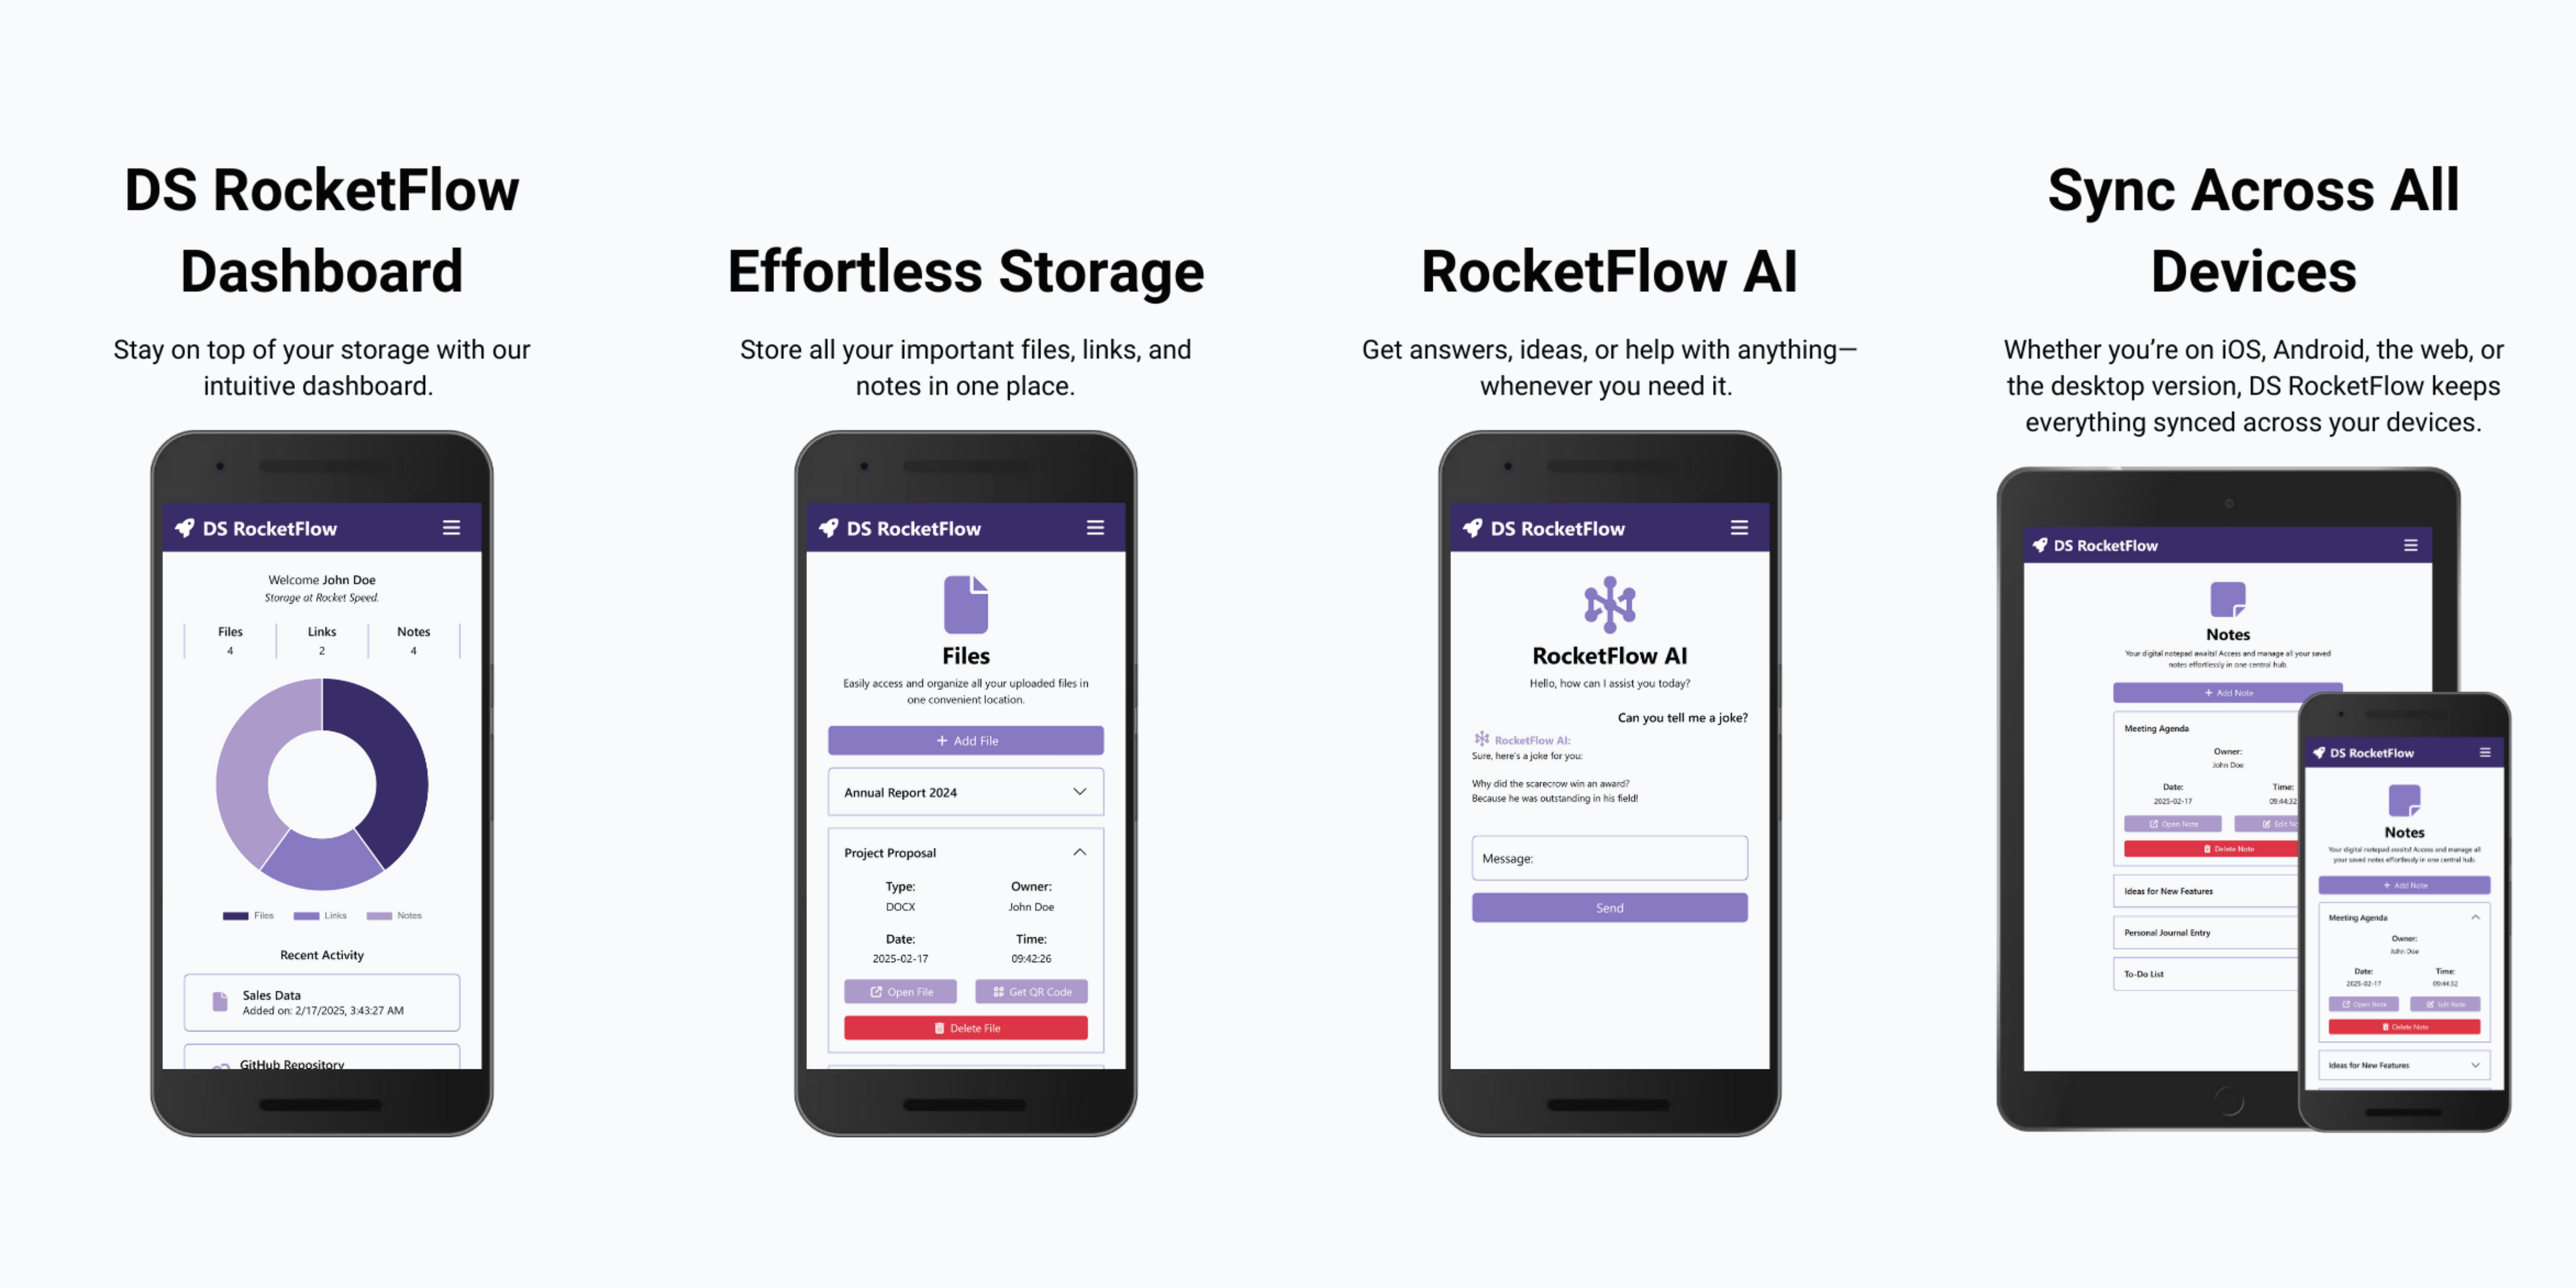 DS RocketFlow
Dashboard
Stay on top of your storage with our
intuitive dashboard.
DS RocketFlow
Welcome John Doe
Storage at Rocket Speed.
Files Links Notes
4 2 4
Files Links Notes
Recent Activity
Sales Data
Added on: 2/17/2025, 3:43:27 AM
GitHub Repository
Effortless Storage
Store all your important files, links, and
notes in one place.
DS RocketFlow
Files
Easily access and organize all your uploaded files in
one convenient location.
+ Add File
Annual Report 2024
Project Proposal
Type: Owner:
DOCX John Doe
Date: Time:
2025-02-17 09:42:26
Open File Get QR Code
Delete File
RocketFlow AI
Get answers, ideas, or help with anything—
whenever you need it.
DS RocketFlow
RocketFlow AI
Hello, how can I assist you today?
Can you tell me a joke?
RocketFlow AI:
Sure, here's a joke for you:
Why did the scarecrow win an award?
Because he was outstanding in his field!
Message:
Send
Sync Across All
Devices
Whether you’re on iOS, Android, the web, or
the desktop version, DS RocketFlow keeps
everything synced across your devices.
DS RocketFlow
Notes
Your digital notepad awaits! Access and manage all your saved
notes effortlessly in one central hub.
+ Add Note
Meeting Agenda
Owner:
John Doe
Date: Time:
2025-02-17 09:44:32
Open Note Edit No
Delete Note
Ideas for New Features
Personal Journal Entry
To-Do List
DS RocketFlow
Notes
Your digital notepad awaits! Access and manage all
your saved notes effortlessly in one central hub.
+ Add Note
Meeting Agenda
Owner:
John Doe
Date: Time:
2025-02-17 09:44:32
Open Note Edit Note
Delete Note
Ideas for New Features